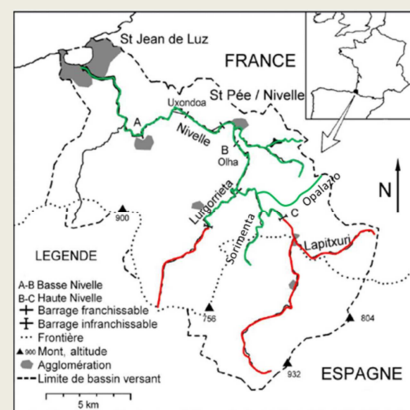 St Jean de Luz
FRANCE
St Pée / Nivelle
Uxondoa
A
Nivelle
B
Olha
Lurgorrieta
Opalazio
C
Sorimenta
Lapitxuri
N
900
LEGENDE
A-B Basse Nivelle
B-C Haute Nivelle
Barrage franchissable
Barrage infranchissable
Frontière
900 Mont, altitude
Agglomération
Limite de bassin versant
756
804
932
ESPAGNE
5 km